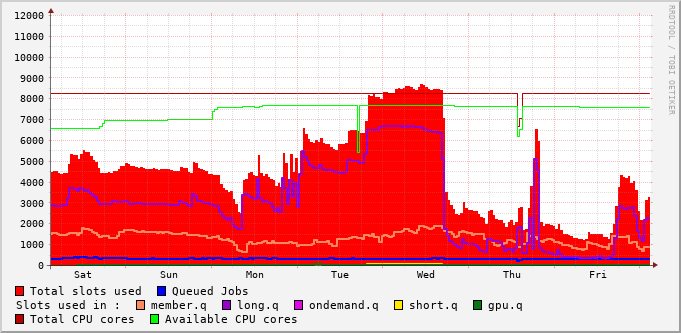 RRDTOOL / TOBI OETIKER
12000
11000
10000
9000
8000
7000
6000
5000
4000
3000
2000
1000
0
Sat Sun Mon Tue Wed Thu Fri
Total slots used Queued Jobs
Slots used in : member.q long.q ondemand.q short.q gpu.q
Total CPU cores Available CPU cores